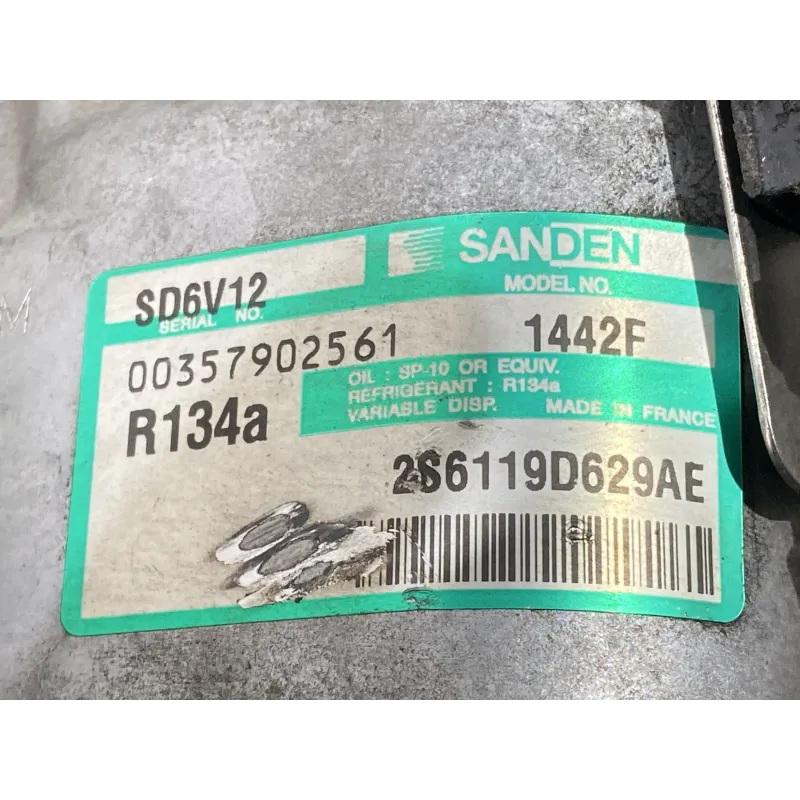 SANDEN
SD6V12
MODEL NO.
SERIAL NO.
1442F
00357902561
OIL : SP-10 OR EQUIV.
REFRIGERANT : R134a
VARIABLE DISP. MADE IN FRANCE
R134a
2S6119D629AE
M